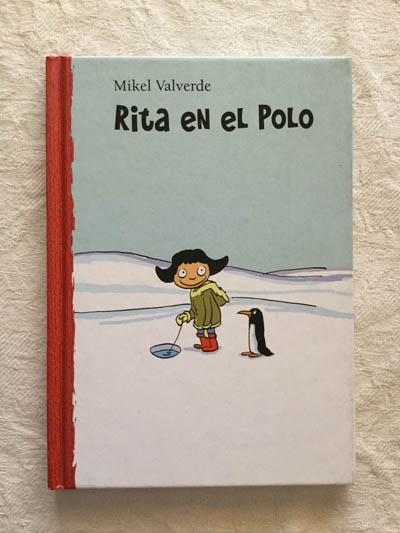 Mikel Valverde
Rita en el Polo